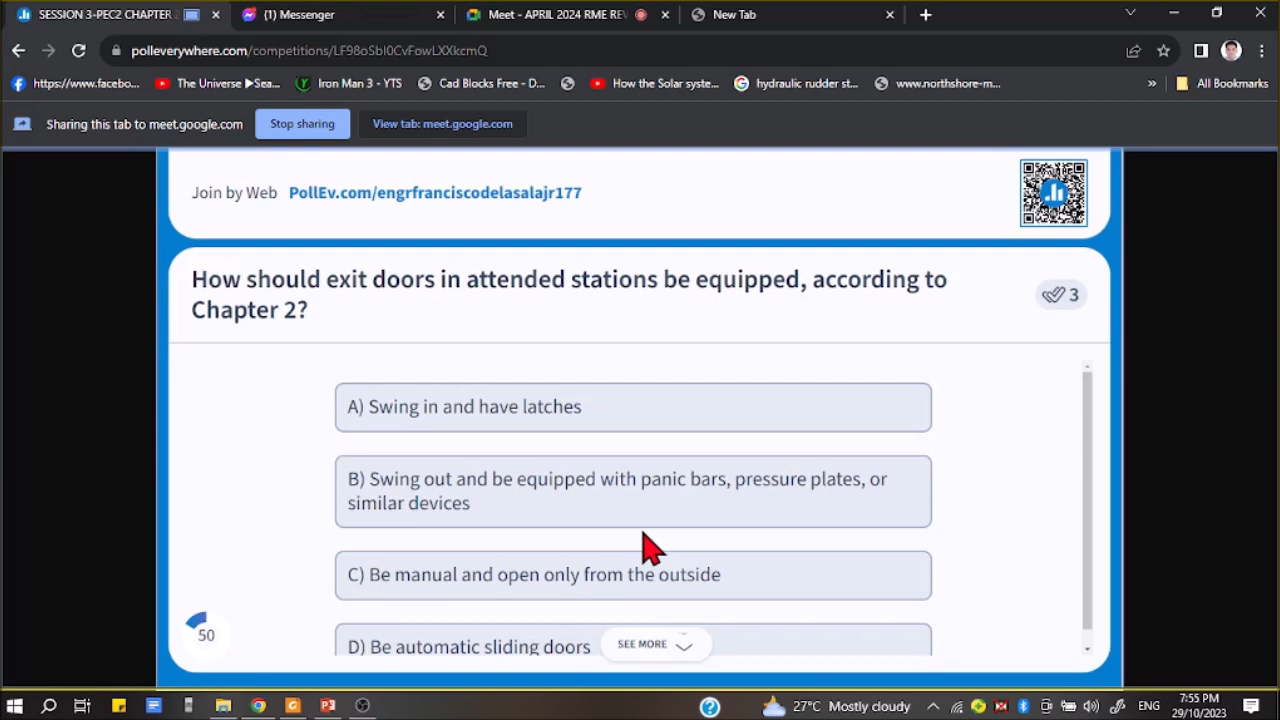 SESSION 3-PEC2 CHAPTER 2
(1) Messenger
Meet - APRIL 2024 RME REV
New Tab
polleverywhere.com/competitions/LF98oSbI0CvFowLXXkcmQ
https://www.facebo...
The Universe ▶Sea...
Iron Man 3 - YTS
Cad Blocks Free - D...
How the Solar syste...
hydraulic rudder st...
www.northshore-m...
»
All Bookmarks
Sharing this tab to meet.google.com
Stop sharing
View tab: meet.google.com
Join by Web PollEv.com/engrfranciscodelasalajr177
How should exit doors in attended stations be equipped, according to
Chapter 2?
3
A) Swing in and have latches
B) Swing out and be equipped with panic bars, pressure plates, or
similar devices
C) Be manual and open only from the outside
D) Be automatic sliding doors
SEE MORE
50
27°C Mostly cloudy
ENG
7:55 PM
29/10/2023